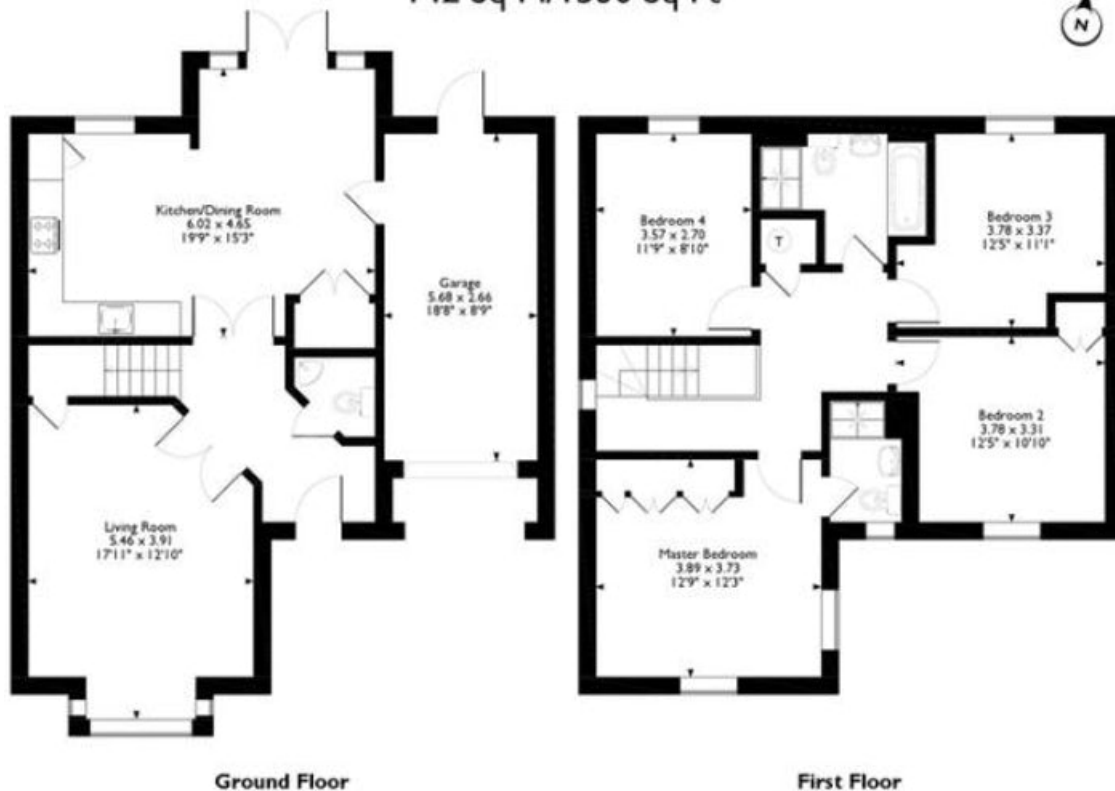 N
Kitchen/Dining Room
6.02 x 4.65
19'9" x 15'3"
Garage
5.68 x 2.66
18'8" x 8'9"
Living Room
5.46 x 3.91
17'11" x 12'10"
Ground Floor
Bedroom 4
3.57 x 2.70
11'9" x 8'10"
T
Bedroom 3
3.78 x 3.37
12'5" x 11'1"
Bedroom 2
3.78 x 3.31
12'5" x 10'10"
Master Bedroom
3.89 x 3.73
12'9" x 12'3"
First Floor